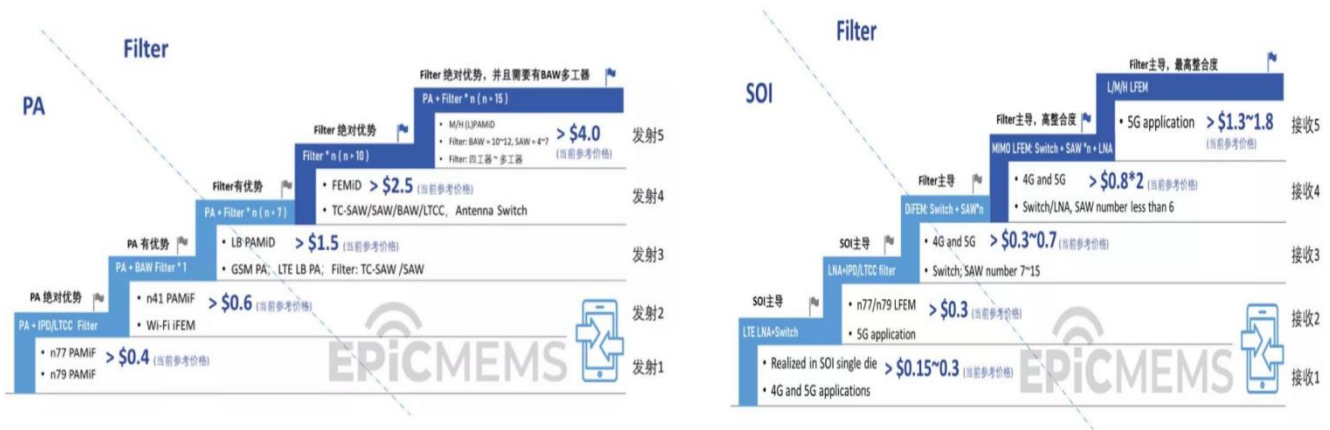 Filter
PA
Filter 绝对优势，并且需要有BAW多工器
PA + Filter * n ( n > 15 )
• M/H (L)PAMiD
• Filter: BAW = 10~12, SAW = 4~7
• Filter: 四工器 ~ 多工器
> $4.0
(当前参考价格)
发射5
Filter 绝对优势
Filter * n ( n > 10 )
• FEMiD > $2.5 (当前参考价格)
• TC-SAW/SAW/BAW/LTCC, Antenna Switch
发射4
Filter有优势
PA + Filter * n ( n > 7 )
• LB PAMiD > $1.5 (当前参考价格)
• GSM PA; LTE LB PA; Filter: TC-SAW /SAW
发射3
PA 有优势
PA + BAW Filter * 1
• n41 PAMiF > $0.6 (当前参考价格)
• Wi-Fi iFEM
发射2
PA 绝对优势
PA + IPD/LTCC Filter
• n77 PAMiF > $0.4 (当前参考价格)
• n79 PAMiF
发射1
EPiCMEMS
Filter
SOI
Filter主导，最高整合度
L/M/H LFEM
• 5G application > $1.3~1.8
(当前参考价格)
接收5
Filter主导，高整合度
MIMO LFEM: Switch + SAW *n + LNA
• 4G and 5G > $0.8*2 (当前参考价格)
• Switch/LNA, SAW number less than 6
接收4
Filter主导
DiFEM: Switch + SAW*n
• 4G and 5G > $0.3~0.7 (当前参考价格)
• Switch; SAW number 7~15
接收3
SOI主导
LNA+IPD/LTCC filter
• n77/n79 LFEM > $0.3 (当前参考价格)
• 5G application
接收2
SOI主导
LTE LNA+Switch
• Realized in SOI single die > $0.15~0.3 (当前参考价格)
• 4G and 5G applications
接收1
EPiCMEMS